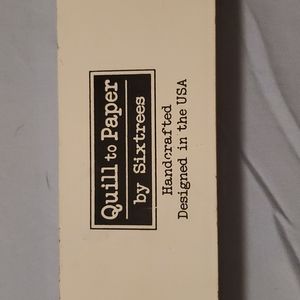 Quill to Paper
by Sixtrees
Handcrafted
Designed in the USA